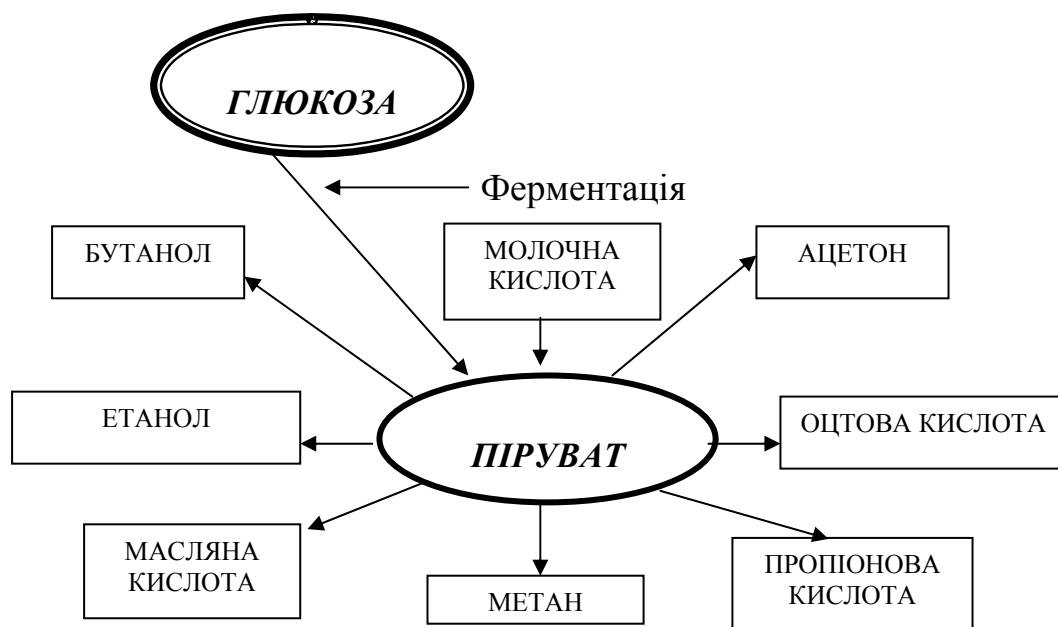 ГЛЮКОЗА
Ферментація
БУТАНОЛ
МОЛОЧНА
КИСЛОТА
АЦЕТОН
ЕТАНОЛ
ПІРУВАТ
ОЦТОВА КИСЛОТА
МАСЛЯНА
КИСЛОТА
МЕТАН
ПРОПІОНОВА
КИСЛОТА